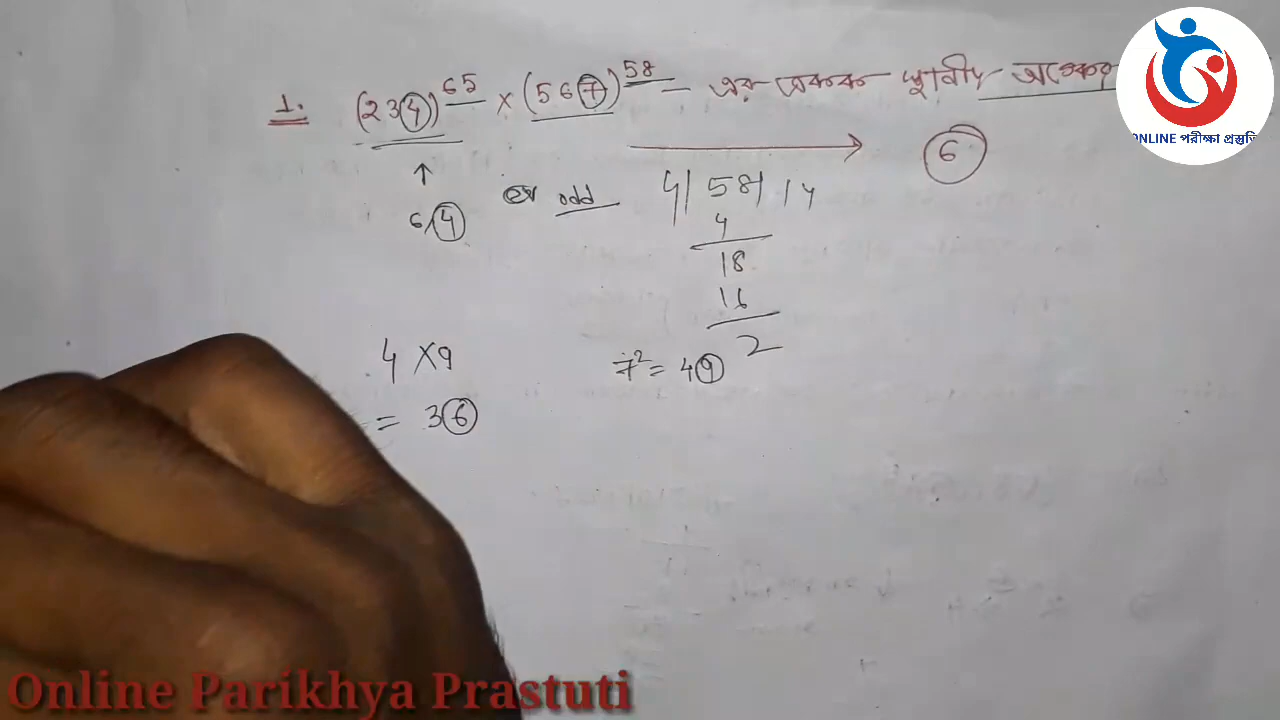 1. (234)^65 × (567)^58 - এর একক স্থানীয় অঙ্কের
ONLINE পরীক্ষা প্রস্তুতি
6
odd
4) 58 ( 14
6, 4
4
18
16
2
4 × 9
7² = 49
= 36
Online Parikhya Prastuti